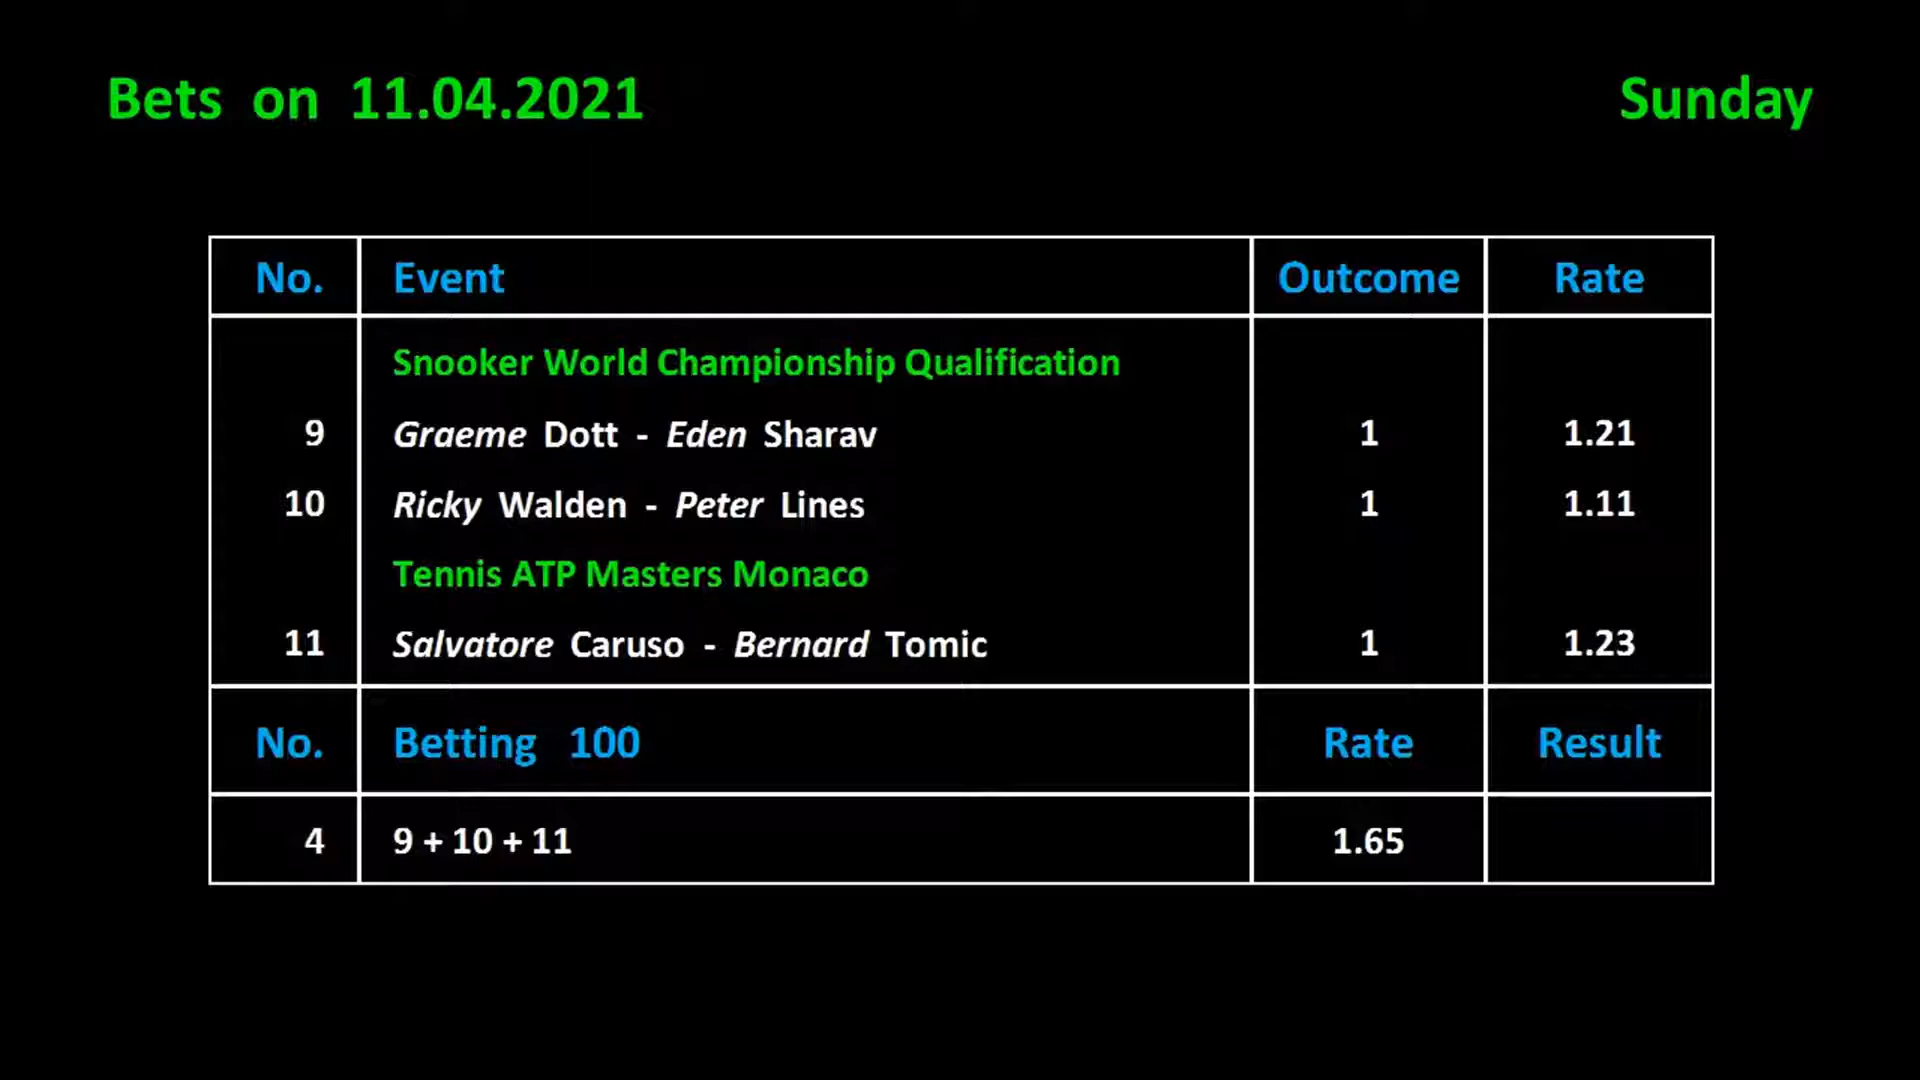 Bets on 11.04.2021 Sunday
No. Event Outcome Rate
Snooker World Championship Qualification
9 Graeme Dott - Eden Sharav 1 1.21
10 Ricky Walden - Peter Lines 1 1.11
Tennis ATP Masters Monaco
11 Salvatore Caruso - Bernard Tomic 1 1.23
No. Betting 100 Rate Result
4 9 + 10 + 11 1.65